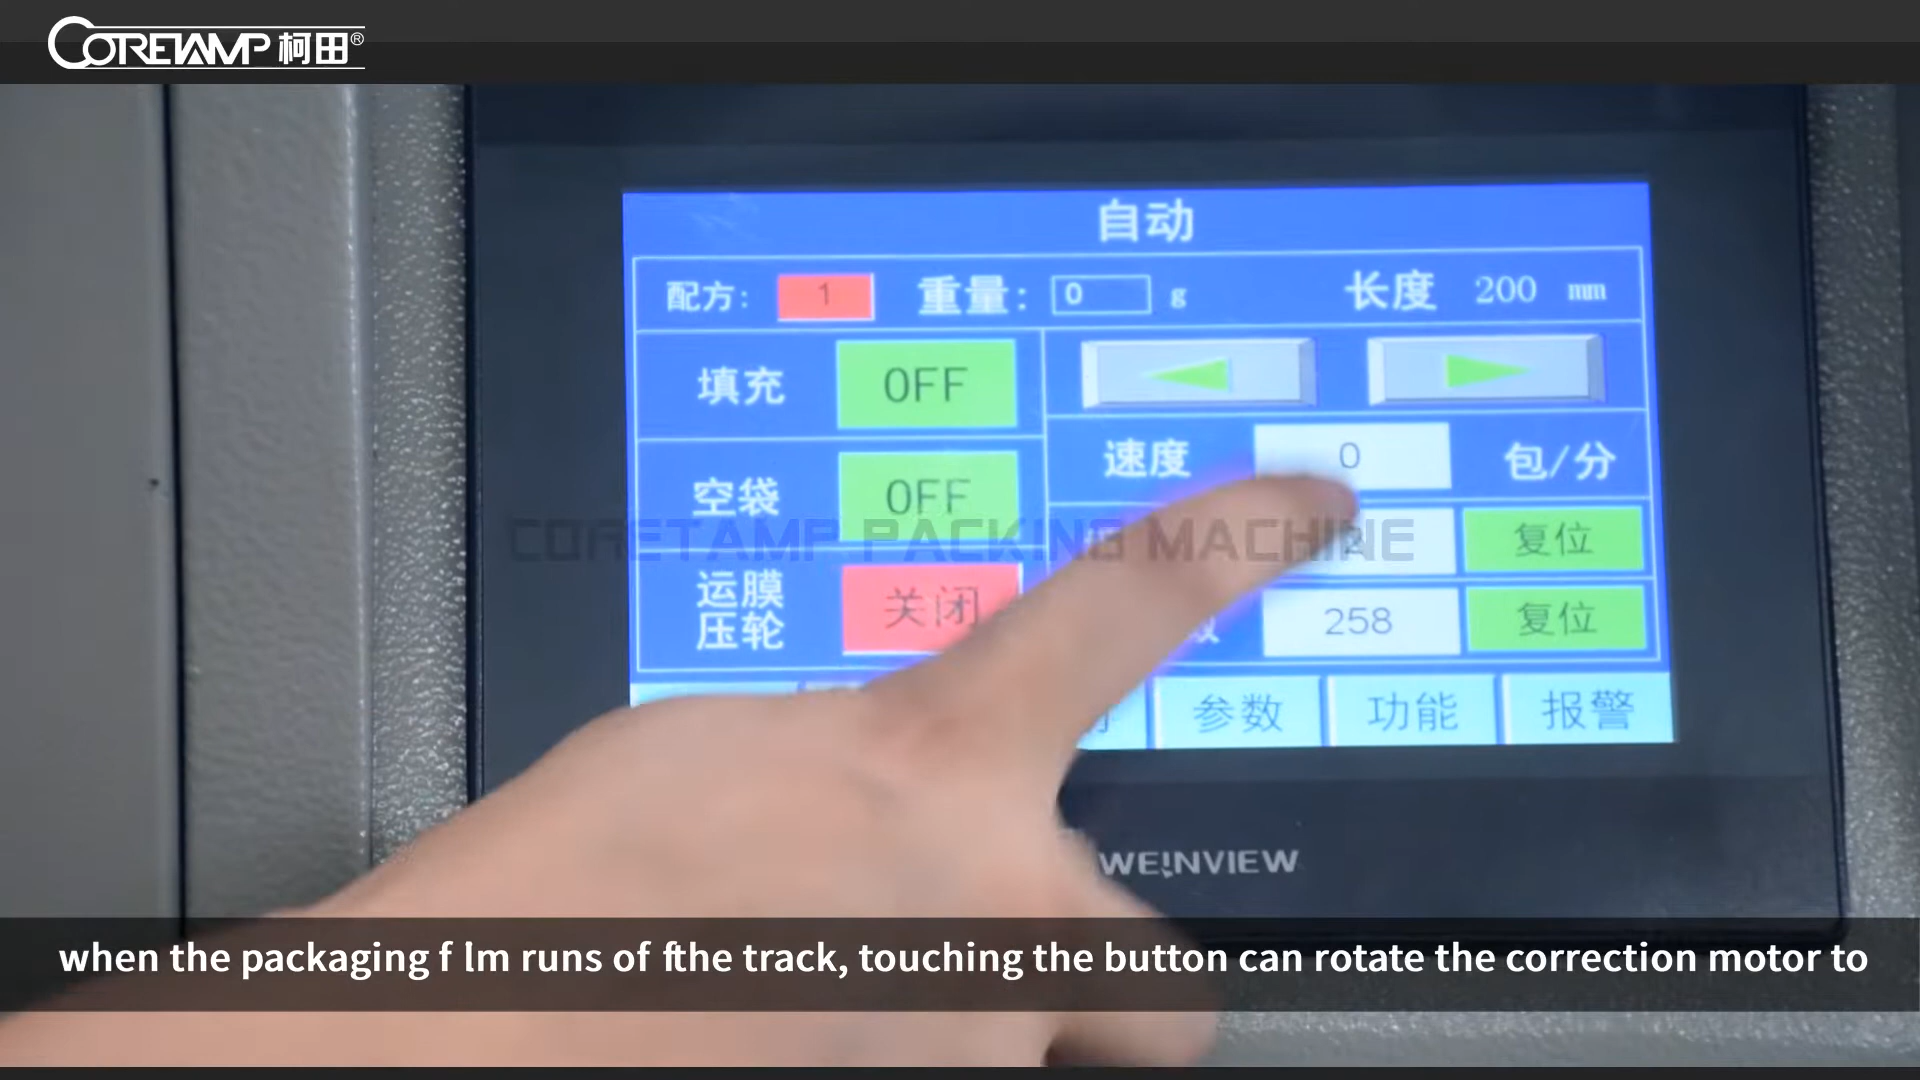 CORETAMP 柯田®
自动
配方: 1 重量: 0 g 长度 200 mm
填充 OFF
速度 0 包/分
空袋 OFF
复位
CORETAMP PACKING MACHINE
运膜
压轮 关闭
258 复位
参数 功能 报警
WEINVIEW
when the packaging f lm runs of fthe track, touching the button can rotate the correction motor to